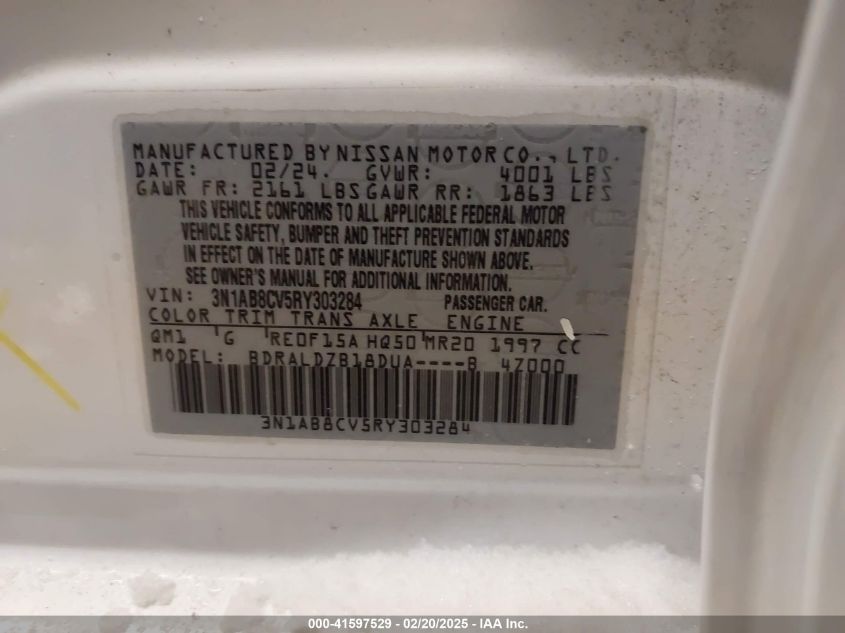 MANUFACTURED BY NISSAN MOTOR CO., LTD.
DATE: 02/24. GVWR: 4001 LBS
GAWR FR: 2161 LBS GAWR RR: 1863 LBS
THIS VEHICLE CONFORMS TO ALL APPLICABLE FEDERAL MOTOR
VEHICLE SAFETY, BUMPER AND THEFT PREVENTION STANDARDS
IN EFFECT ON THE DATE OF MANUFACTURE SHOWN ABOVE.
SEE OWNER'S MANUAL FOR ADDITIONAL INFORMATION.
VIN: 3N1AB8CV5RY303284 PASSENGER CAR.
COLOR TRIM TRANS AXLE ENGINE
QM1 G RE0F15A HQ50 MR20 1997 CC
MODEL: BDRALDZB18DUA----B 4Z000
3N1AB8CV5RY303284
000-41597529 - 02/20/2025 - IAA Inc.